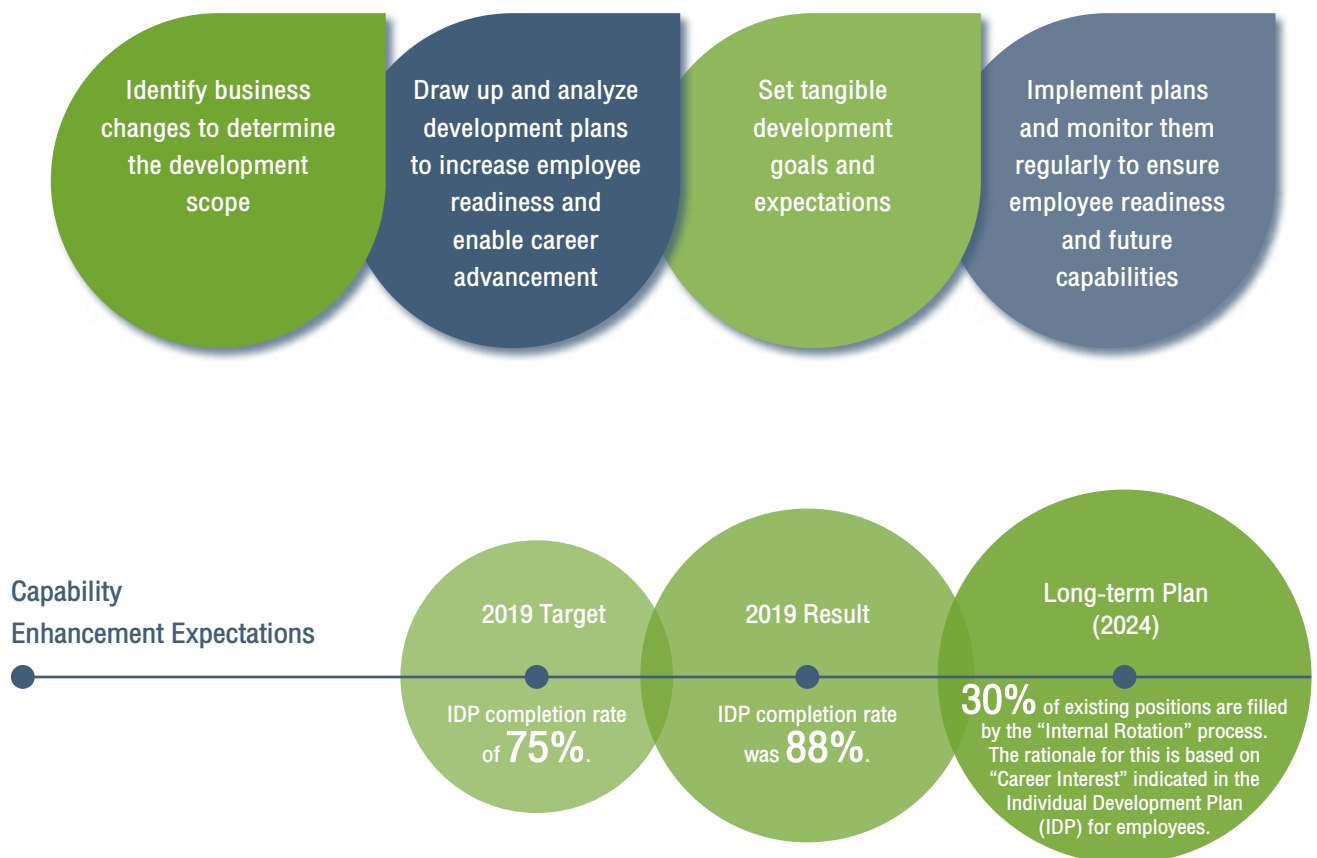 Identify business
changes to determine
the development
scope
Draw up and analyze
development plans
to increase employee
readiness and
enable career
advancement
Set tangible
development
goals and
expectations
Implement plans
and monitor them
regularly to ensure
employee readiness
and future
capabilities
Capability
Enhancement Expectations
2019 Target
IDP completion rate
of 75%.
2019 Result
IDP completion rate
was 88%.
Long-term Plan
(2024)
30% of existing positions are filled
by the “Internal Rotation” process.
The rationale for this is based on
“Career Interest” indicated in the
Individual Development Plan
(IDP) for employees.